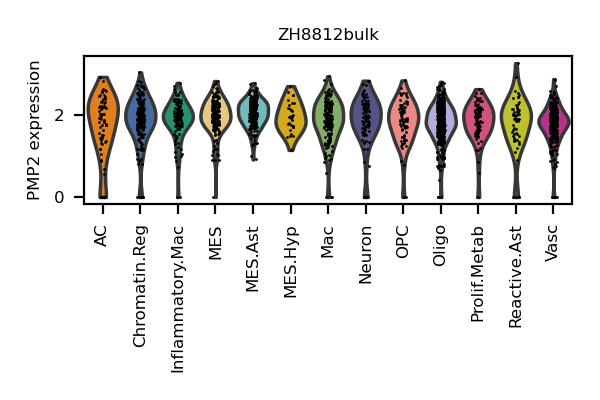 ZH8812bulk
PMP2 expression
2
0
AC
Chromatin.Reg
Inflammatory.Mac
MES
MES.Ast
MES.Hyp
Mac
Neuron
OPC
Oligo
Prolif.Metab
Reactive.Ast
Vasc